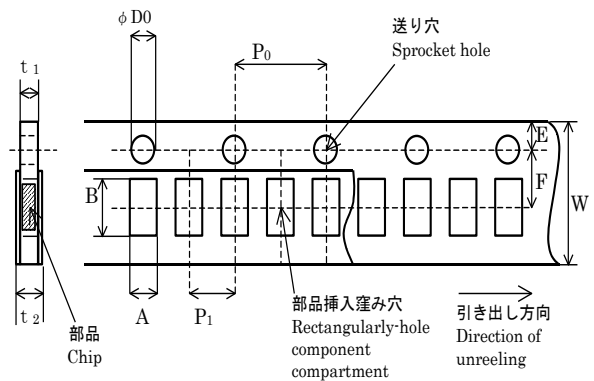 φD0
送り穴
Sprocket hole
P0
t 1
E
F
B
W
A
P1
t 2
部品
Chip
部品挿入窪み穴
Rectangularly-hole
component
compartment
引き出し方向
Direction of
unreeling